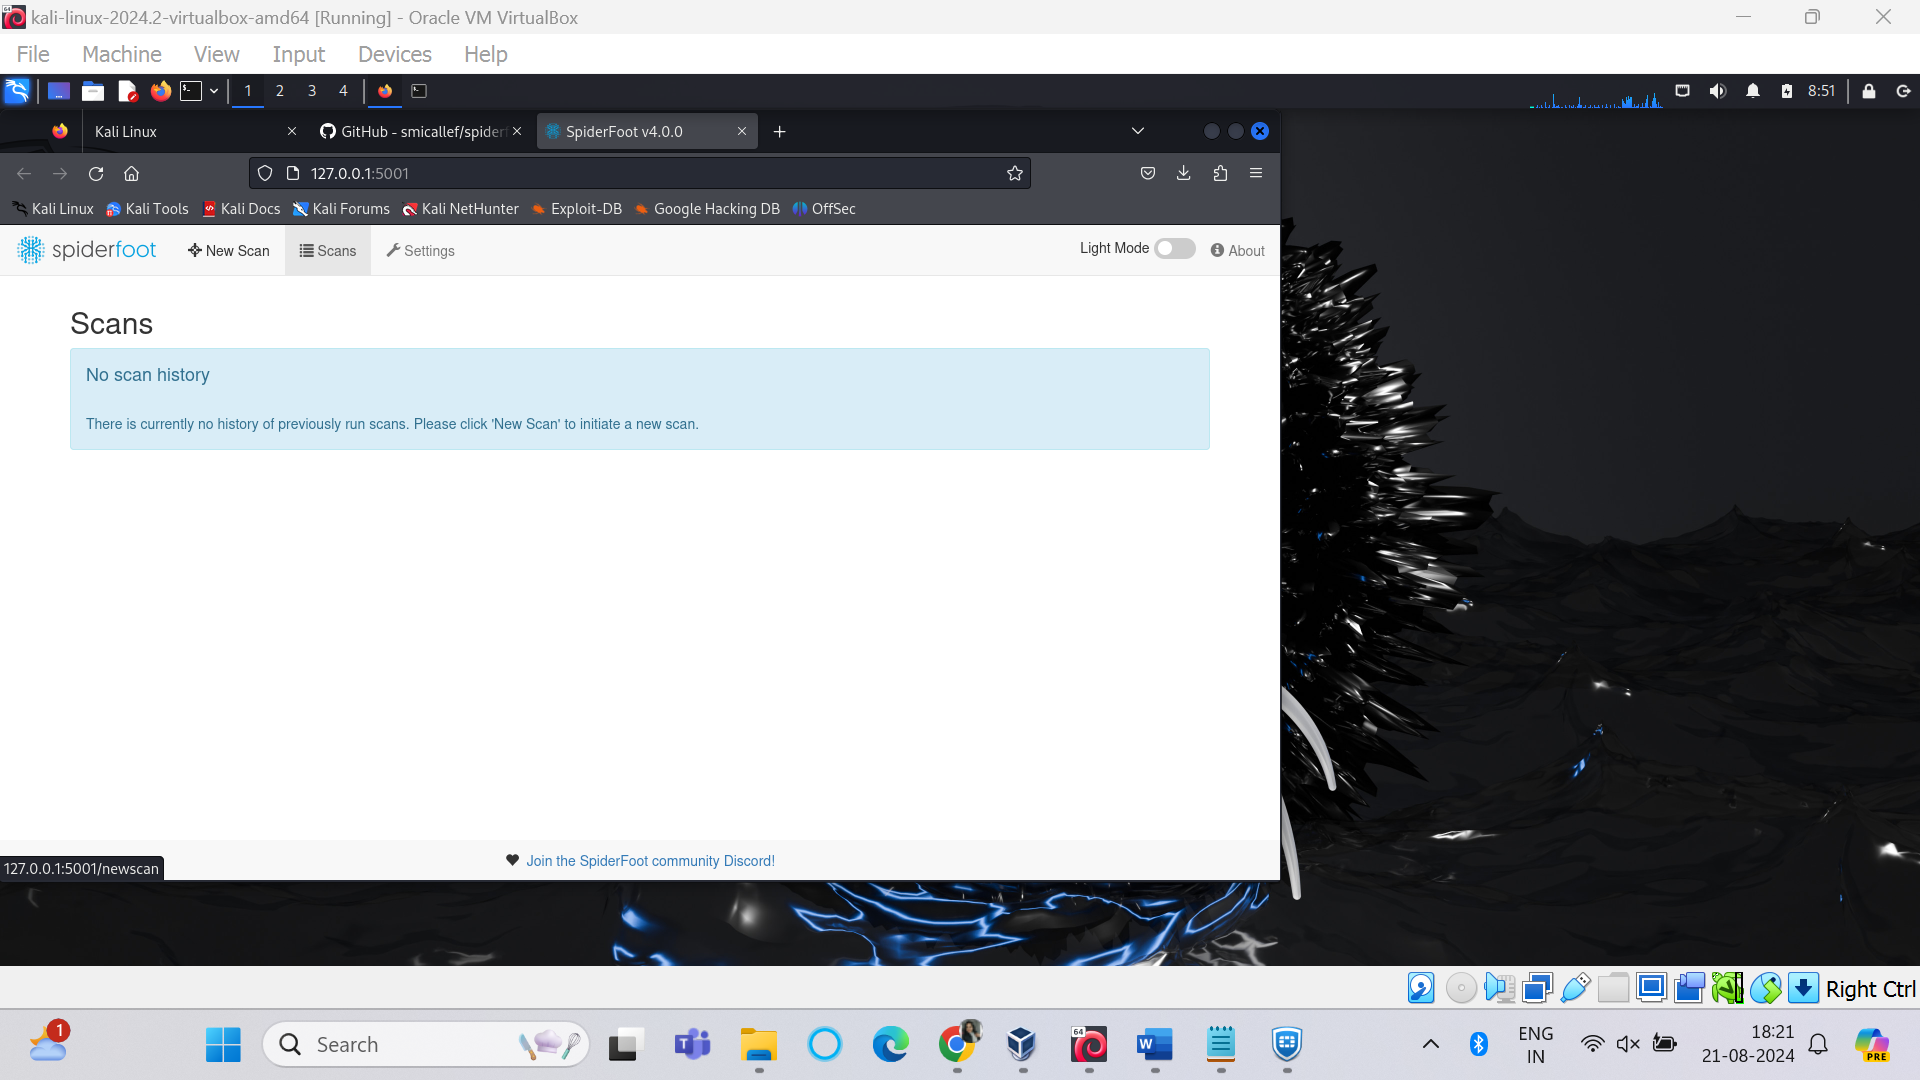 kali-linux-2024.2-virtualbox-amd64 [Running] - Oracle VM VirtualBox
File Machine View Input Devices Help
1 2 3 4 8:51
Kali Linux GitHub - smicallef/spiderf SpiderFoot v4.0.0
127.0.0.1:5001
Kali Linux Kali Tools Kali Docs Kali Forums Kali NetHunter Exploit-DB Google Hacking DB OffSec
spiderfoot New Scan Scans Settings Light Mode About
Scans
No scan history
There is currently no history of previously run scans. Please click 'New Scan' to initiate a new scan.
Join the SpiderFoot community Discord!
127.0.0.1:5001/newscan
Right Ctrl
1 Search 64 ENG 18:21
IN 21-08-2024 PRE